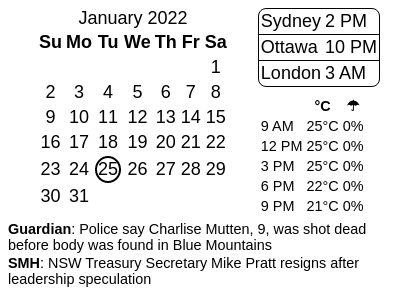 January 2022
Su Mo Tu We Th Fr Sa
1
2 3 4 5 6 7 8
9 10 11 12 13 14 15
16 17 18 19 20 21 22
23 24 25 26 27 28 29
30 31
Sydney 2 PM
Ottawa 10 PM
London 3 AM
°C ☂
9 AM 25°C 0%
12 PM 25°C 0%
3 PM 25°C 0%
6 PM 22°C 0%
9 PM 21°C 0%
Guardian: Police say Charlise Mutten, 9, was shot dead
before body was found in Blue Mountains
SMH: NSW Treasury Secretary Mike Pratt resigns after
leadership speculation